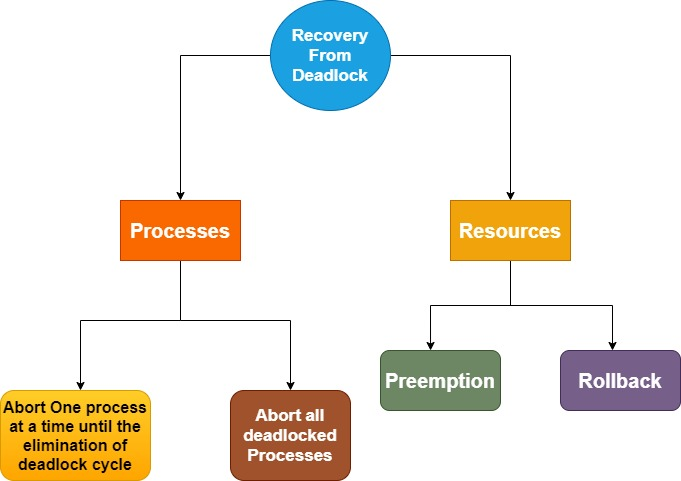 Recovery
From
Deadlock
Processes
Resources
Preemption
Rollback
Abort One process
at a time until the
elimination of
deadlock cycle
Abort all
deadlocked
Processes